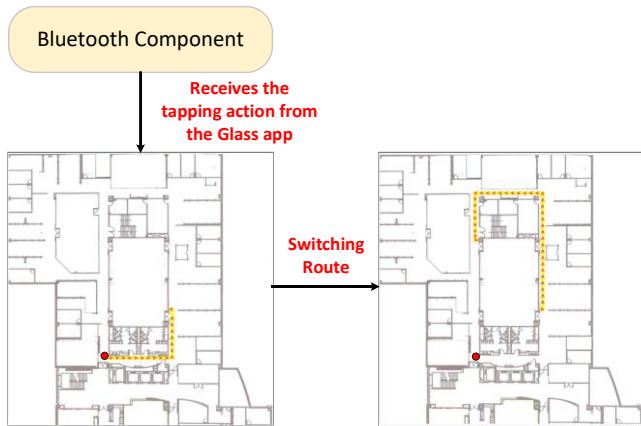 Bluetooth Component
Receives the
tapping action from
the Glass app
Switching
Route